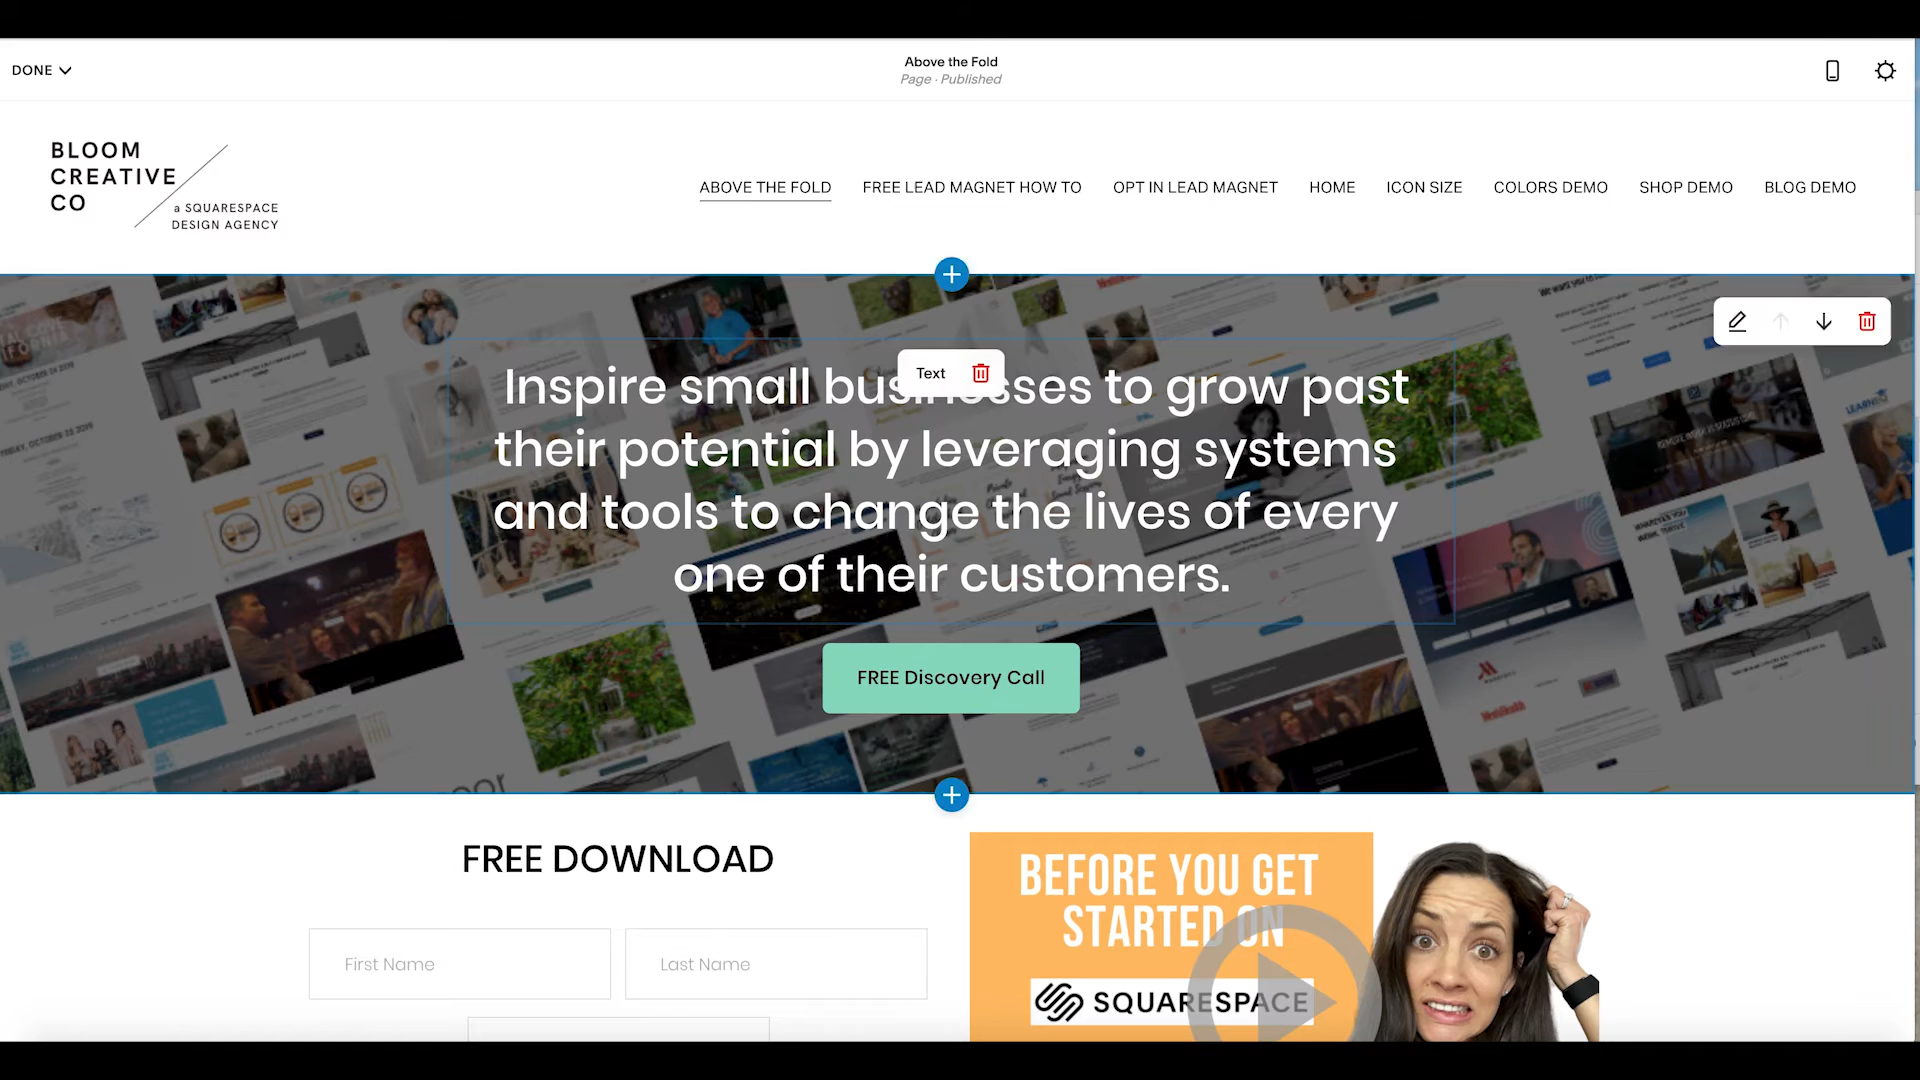 DONE
Above the Fold
Page · Published
BLOOM
CREATIVE
CO
a SQUARESPACE
DESIGN AGENCY
ABOVE THE FOLD FREE LEAD MAGNET HOW TO OPT IN LEAD MAGNET HOME ICON SIZE COLORS DEMO SHOP DEMO BLOG DEMO
Text
Inspire small businesses to grow past
their potential by leveraging systems
and tools to change the lives of every
one of their customers.
FREE Discovery Call
FREE DOWNLOAD
First Name
Last Name
BEFORE YOU GET
STARTED ON
SQUARESPACE